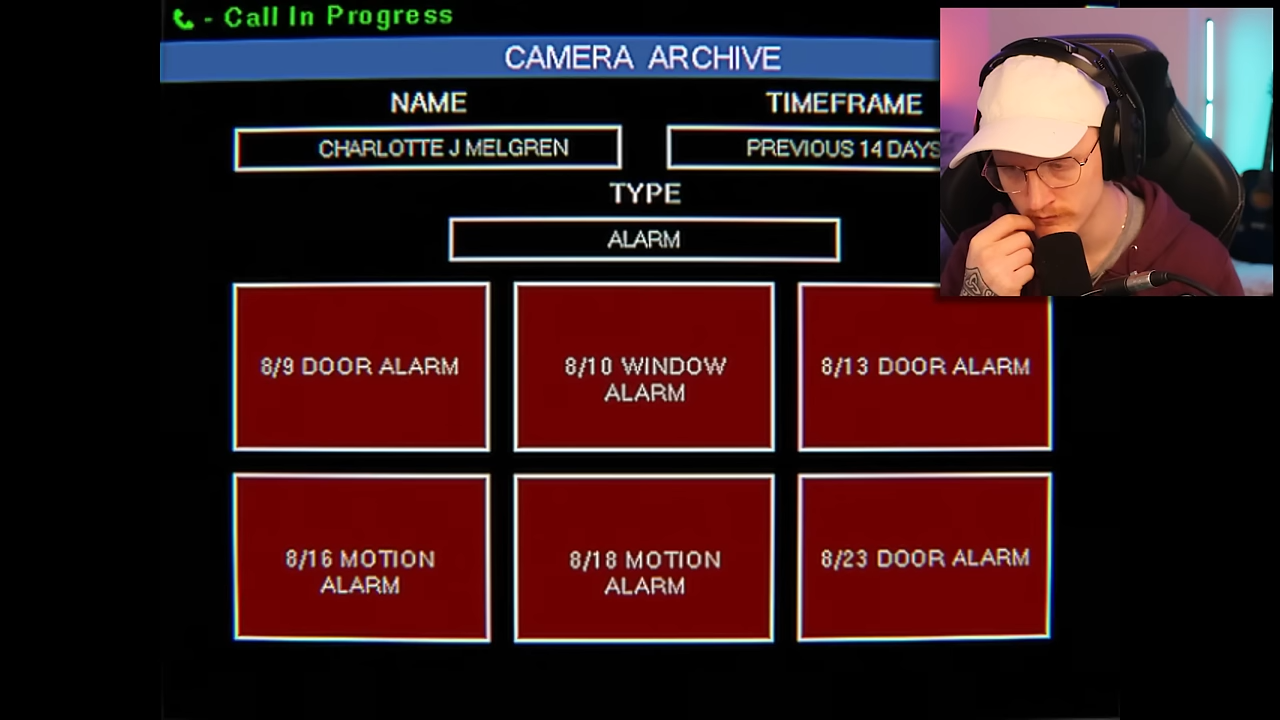 - Call In Progress
CAMERA ARCHIVE
NAME
TIMEFRAME
CHARLOTTE J MELGREN
PREVIOUS 14 DAYS
TYPE
ALARM
8/9 DOOR ALARM
8/10 WINDOW
ALARM
8/13 DOOR ALARM
8/16 MOTION
ALARM
8/18 MOTION
ALARM
8/23 DOOR ALARM